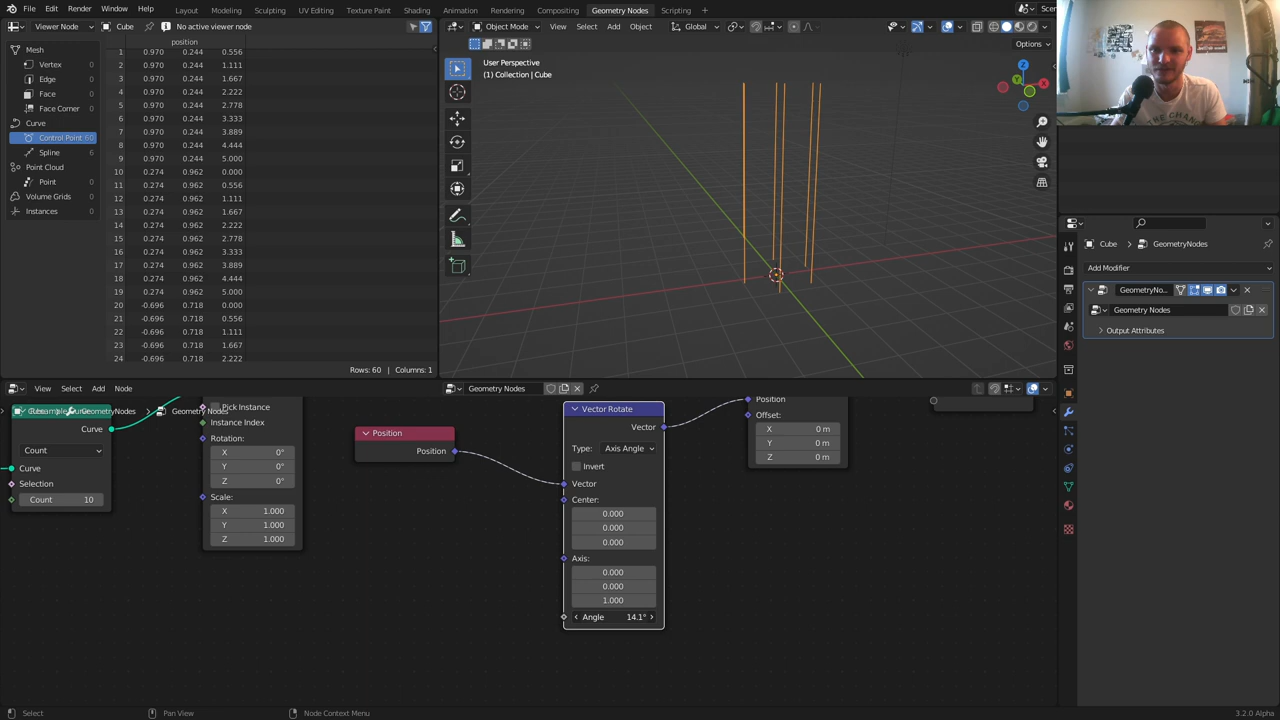 File Edit Render Window Help Layout Modeling Sculpting UV Editing Texture Paint Shading Animation Rendering Compositing Geometry Nodes Scripting
Viewer Node Cube No active viewer node
Object Mode View Select Add Object Global
Options
position
Mesh
Vertex 0
Edge 0
Face 0
Face Corner 0
Curve
Control Point 60
Spline 6
Point Cloud
Point 0
Volume Grids 0
Instances 0
1 0.970 0.244 0.556
2 0.970 0.244 1.111
3 0.970 0.244 1.667
4 0.970 0.244 2.222
5 0.970 0.244 2.778
6 0.970 0.244 3.333
7 0.970 0.244 3.889
8 0.970 0.244 4.444
9 0.970 0.244 5.000
10 0.274 0.962 0.000
11 0.274 0.962 0.556
12 0.274 0.962 1.111
13 0.274 0.962 1.667
14 0.274 0.962 2.222
15 0.274 0.962 2.778
16 0.274 0.962 3.333
17 0.274 0.962 3.889
18 0.274 0.962 4.444
19 0.274 0.962 5.000
20 -0.696 0.718 0.000
21 -0.696 0.718 0.556
22 -0.696 0.718 1.111
23 -0.696 0.718 1.667
24 -0.696 0.718 2.222
Rows: 60 | Columns: 1
User Perspective
(1) Collection | Cube
Z
Y
X
THE CHANGE
Cube > GeometryNodes
Add Modifier
GeometryNo...
Geometry Nodes
Output Attributes
View Select Add Node
Geometry Nodes
Cube > GeometryNodes > Geometry Nodes
Curve
Count
Curve
Selection
Count 10
Pick Instance
Instance Index
Rotation:
X 0°
Y 0°
Z 0°
Scale:
X 1.000
Y 1.000
Z 1.000
Position
Position
Vector Rotate
Vector
Type: Axis Angle
Invert
Vector
Center:
0.000
0.000
0.000
Axis:
0.000
0.000
1.000
Angle 14.1°
Position
Offset:
X 0 m
Y 0 m
Z 0 m
Select Pan View Node Context Menu 3.2.0 Alpha